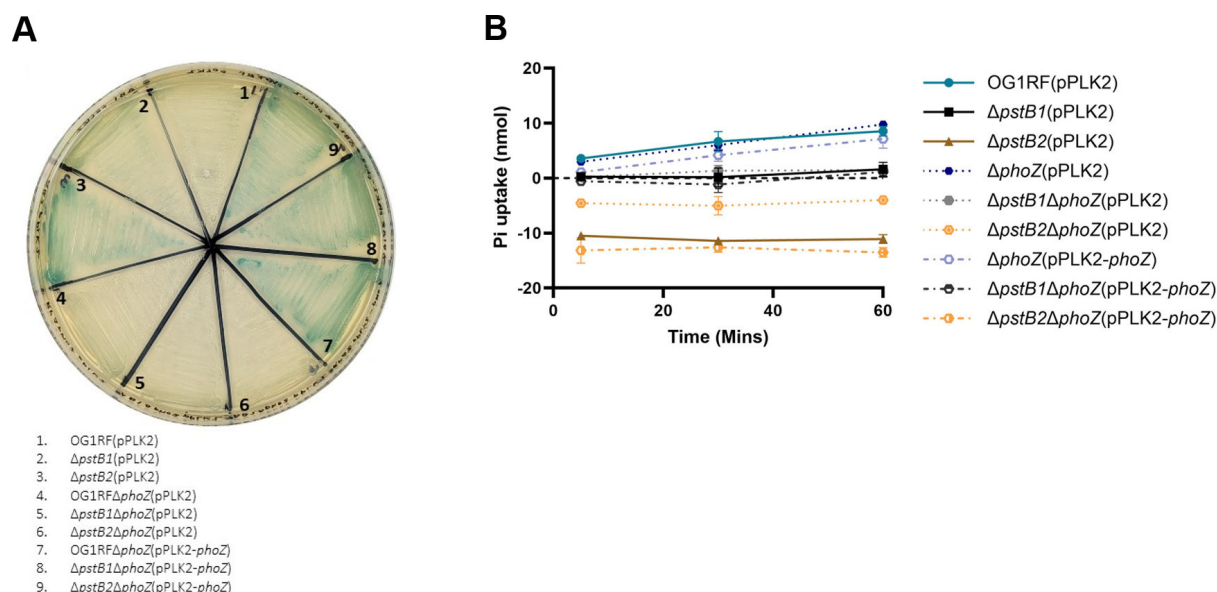 A
1
2
3
4
5
6
7
8
9
1. OG1RF(pPLK2)
2. ΔpstB1(pPLK2)
3. ΔpstB2(pPLK2)
4. OG1RFΔphoZ(pPLK2)
5. ΔpstB1ΔphoZ(pPLK2)
6. ΔpstB2ΔphoZ(pPLK2)
7. OG1RFΔphoZ(pPLK2-phoZ)
8. ΔpstB1ΔphoZ(pPLK2-phoZ)
9. ΔpstB2ΔphoZ(pPLK2-phoZ)
B
Pi uptake (nmol)
20
10
0
-10
-20
0
20
40
60
Time (Mins)
OG1RF(pPLK2)
ΔpstB1(pPLK2)
ΔpstB2(pPLK2)
ΔphoZ(pPLK2)
ΔpstB1ΔphoZ(pPLK2)
ΔpstB2ΔphoZ(pPLK2)
ΔphoZ(pPLK2-phoZ)
ΔpstB1ΔphoZ(pPLK2-phoZ)
ΔpstB2ΔphoZ(pPLK2-phoZ)